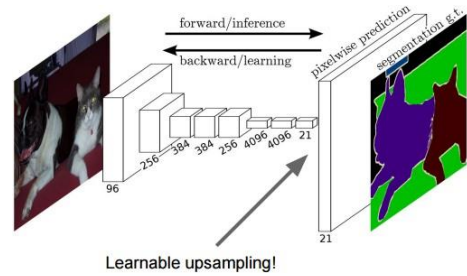 forward/inference
backward/learning
pixelwise prediction
segmentation g.t.
96
256
384
384
256
4096
4096
21
21
Learnable upsampling!